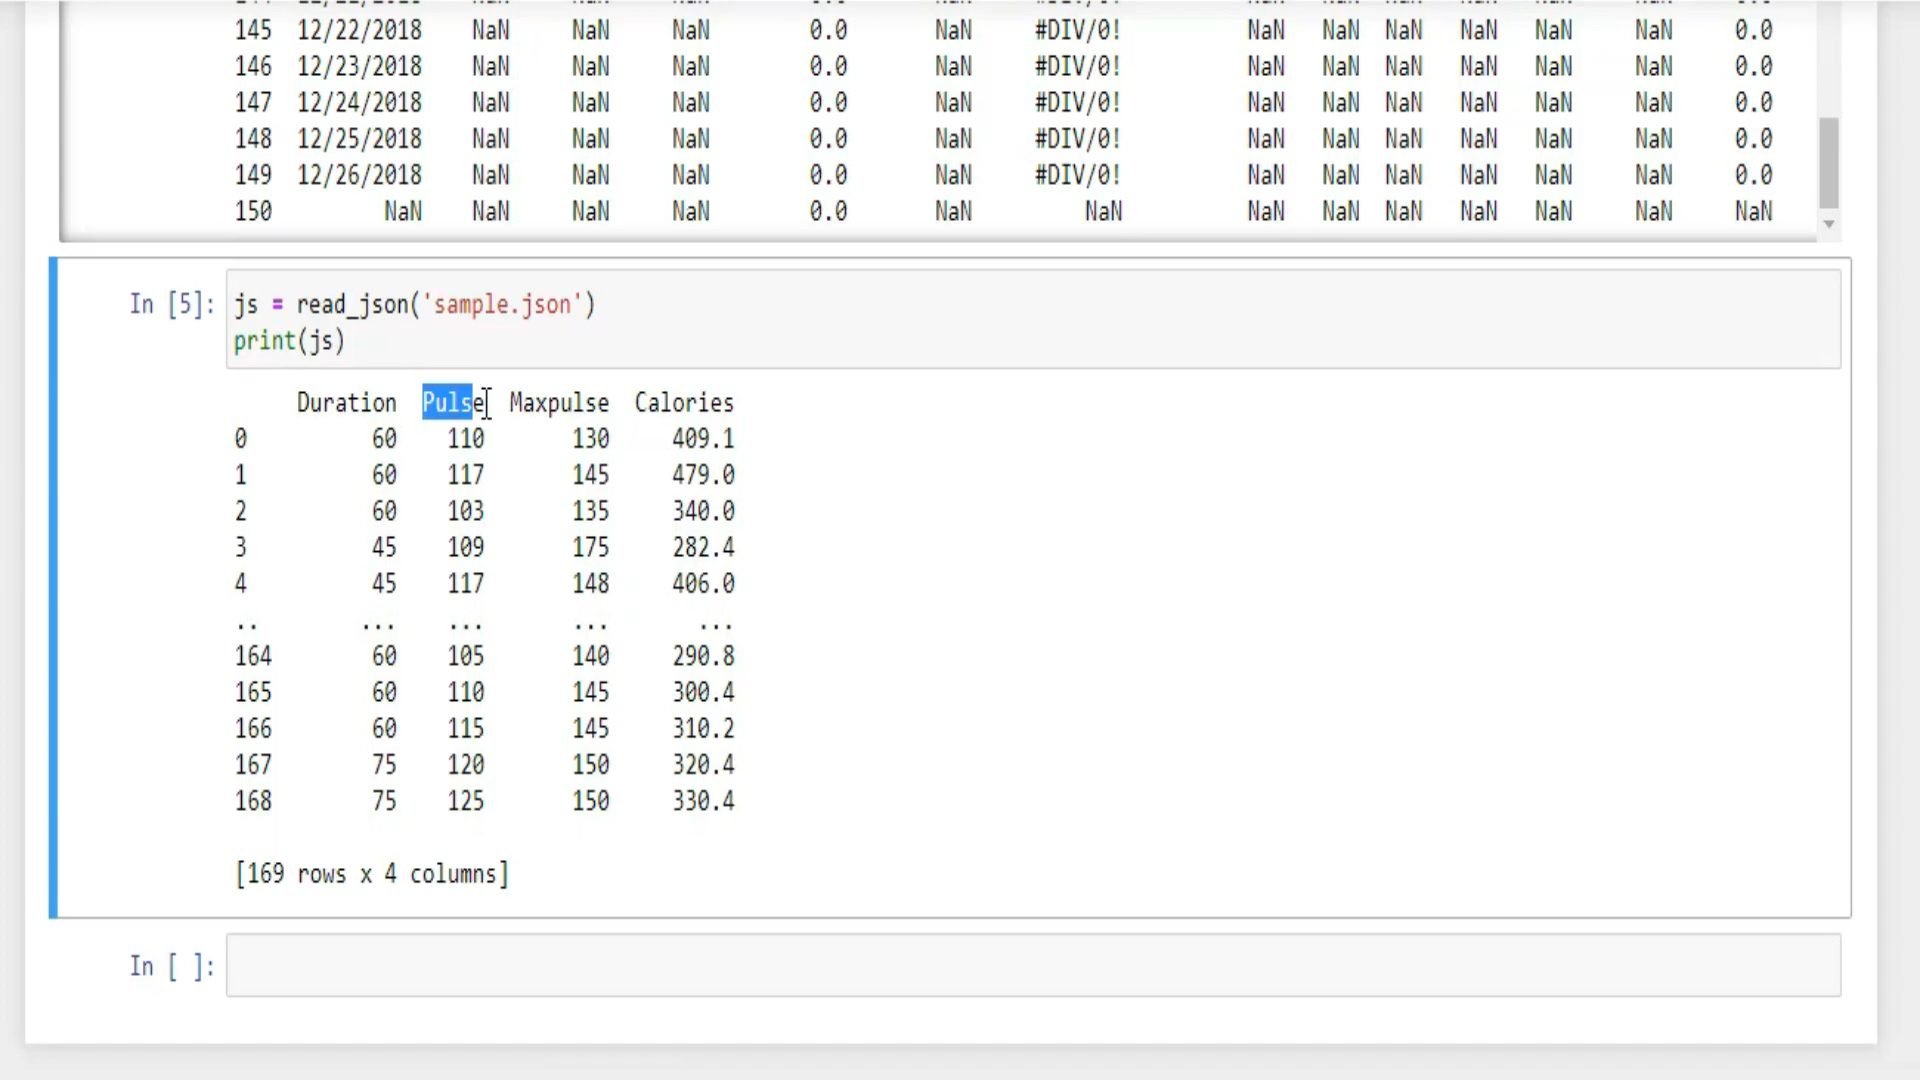 145 12/22/2018 NaN NaN NaN 0.0 NaN #DIV/0! NaN NaN NaN NaN NaN NaN 0.0
146 12/23/2018 NaN NaN NaN 0.0 NaN #DIV/0! NaN NaN NaN NaN NaN NaN 0.0
147 12/24/2018 NaN NaN NaN 0.0 NaN #DIV/0! NaN NaN NaN NaN NaN NaN 0.0
148 12/25/2018 NaN NaN NaN 0.0 NaN #DIV/0! NaN NaN NaN NaN NaN NaN 0.0
149 12/26/2018 NaN NaN NaN 0.0 NaN #DIV/0! NaN NaN NaN NaN NaN NaN 0.0
150 NaN NaN NaN NaN 0.0 NaN NaN NaN NaN NaN NaN NaN NaN NaN
In [5]: js = read_json('sample.json')
print(js)
Duration Pulse Maxpulse Calories
0 60 110 130 409.1
1 60 117 145 479.0
2 60 103 135 340.0
3 45 109 175 282.4
4 45 117 148 406.0
.. ... ... ... ...
164 60 105 140 290.8
165 60 110 145 300.4
166 60 115 145 310.2
167 75 120 150 320.4
168 75 125 150 330.4
[169 rows x 4 columns]
In [ ]: